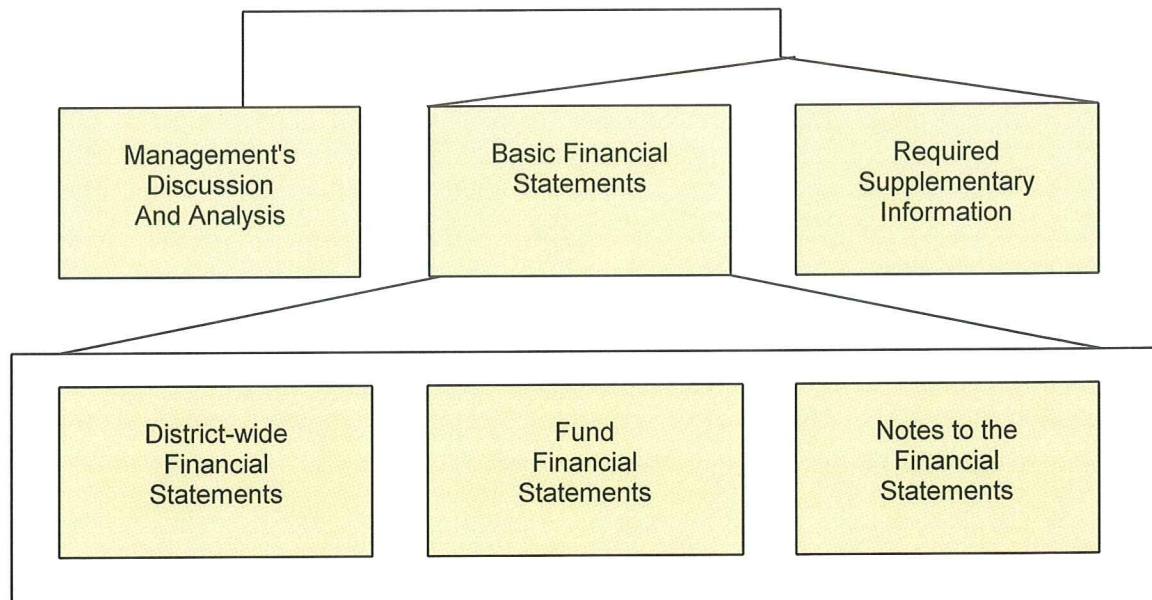 Management's
Discussion
And Analysis
Basic Financial
Statements
Required
Supplementary
Information
District-wide
Financial
Statements
Fund
Financial
Statements
Notes to the
Financial
Statements